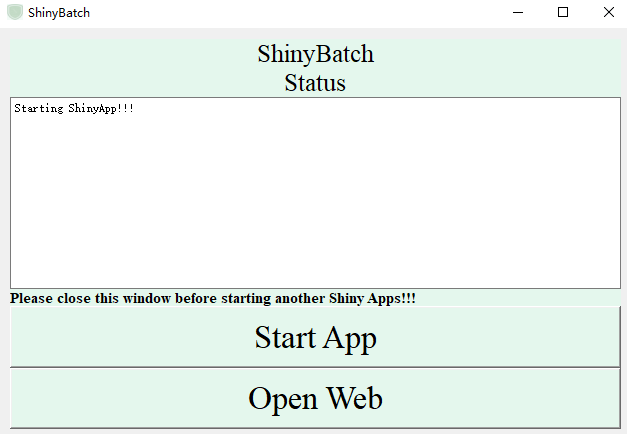 ShinyBatch
ShinyBatch
Status
Starting ShinyApp!!!
Please close this window before starting another Shiny Apps!!!
Start App
Open Web